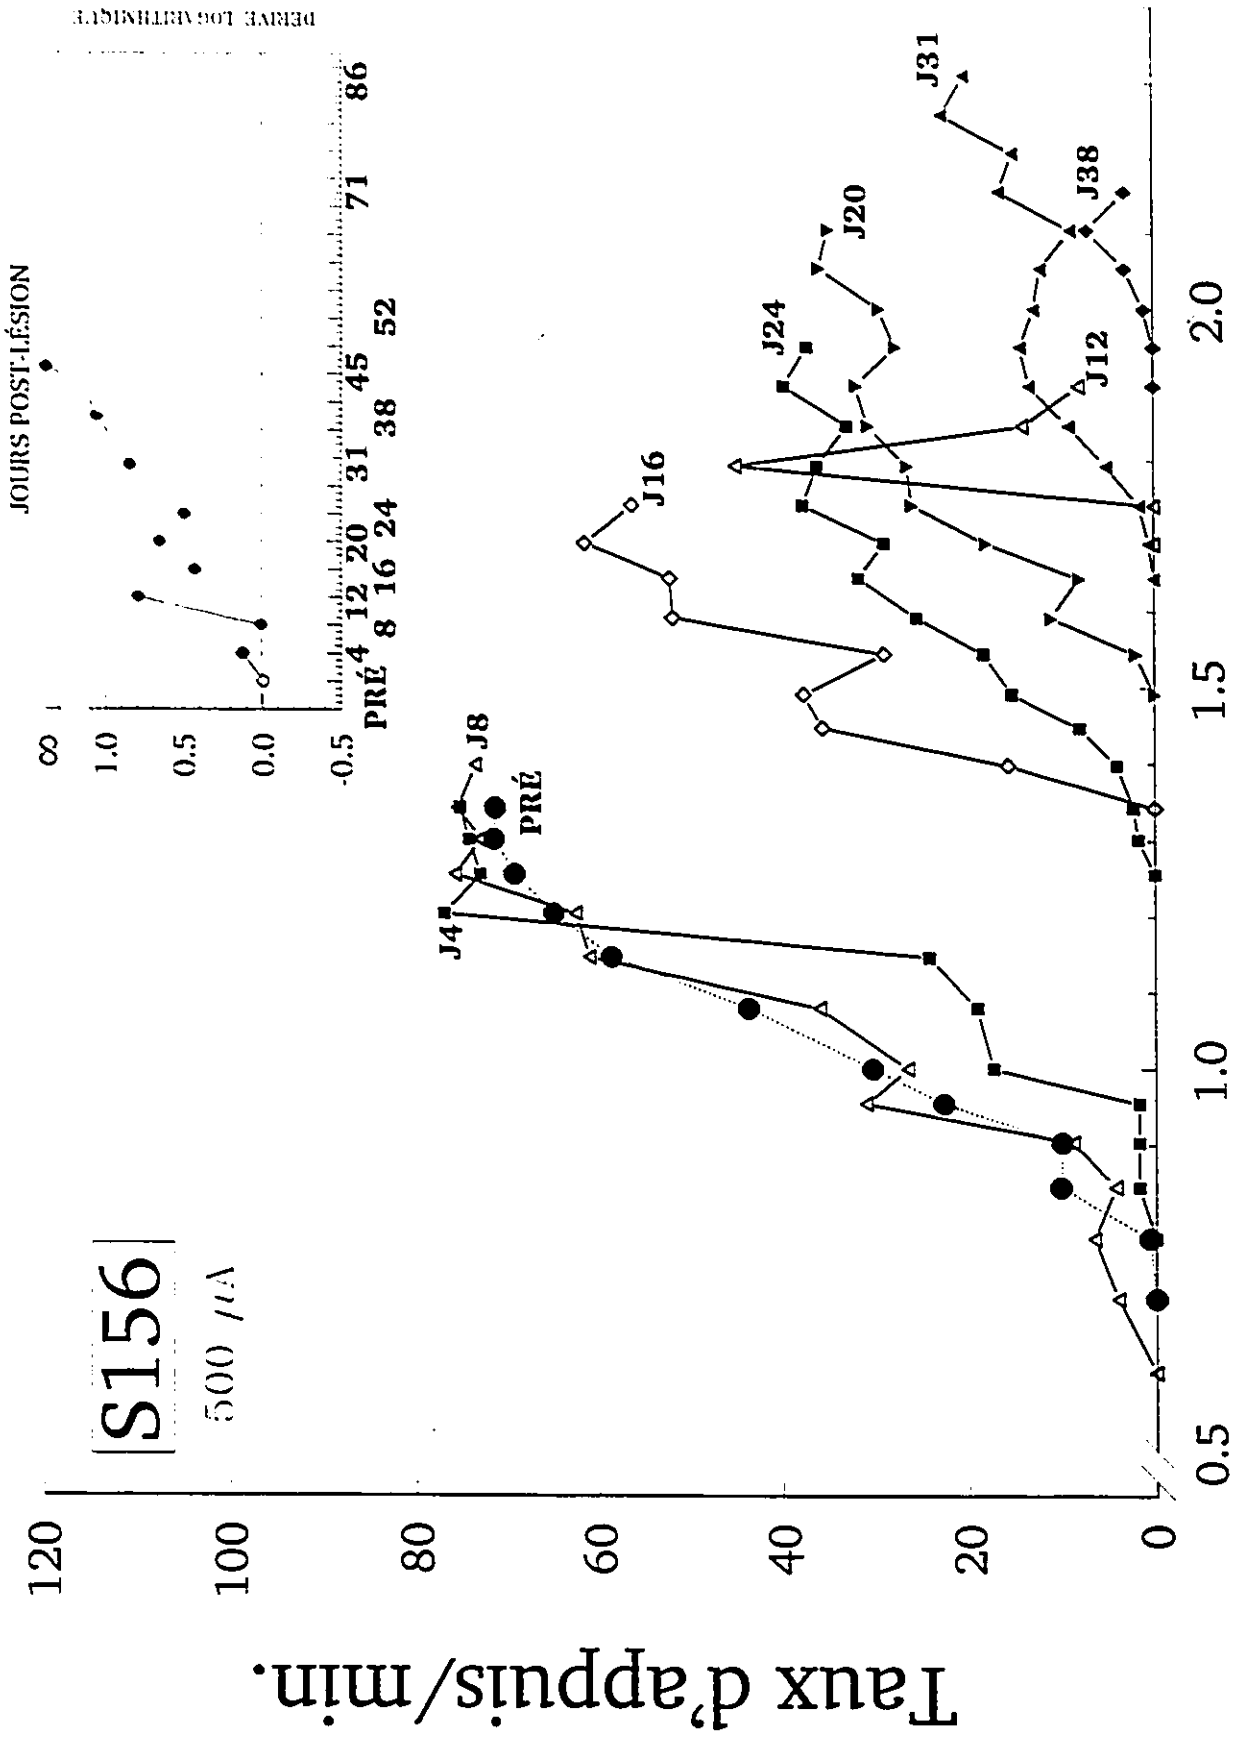 S156
500 µA
JOURS POST-LÉSION
DÉRIVE LOGARITHMIQUE
∞
1.0
0.5
0.0
-0.5
PRÉ 4 8 12 16 20 24 31 38 45 52 71 86
J4
J8
PRÉ
J16
J24
J20
J31
J38
J12
Taux d'appuis/min.
120
100
80
60
40
20
0
0.5 1.0 1.5 2.0